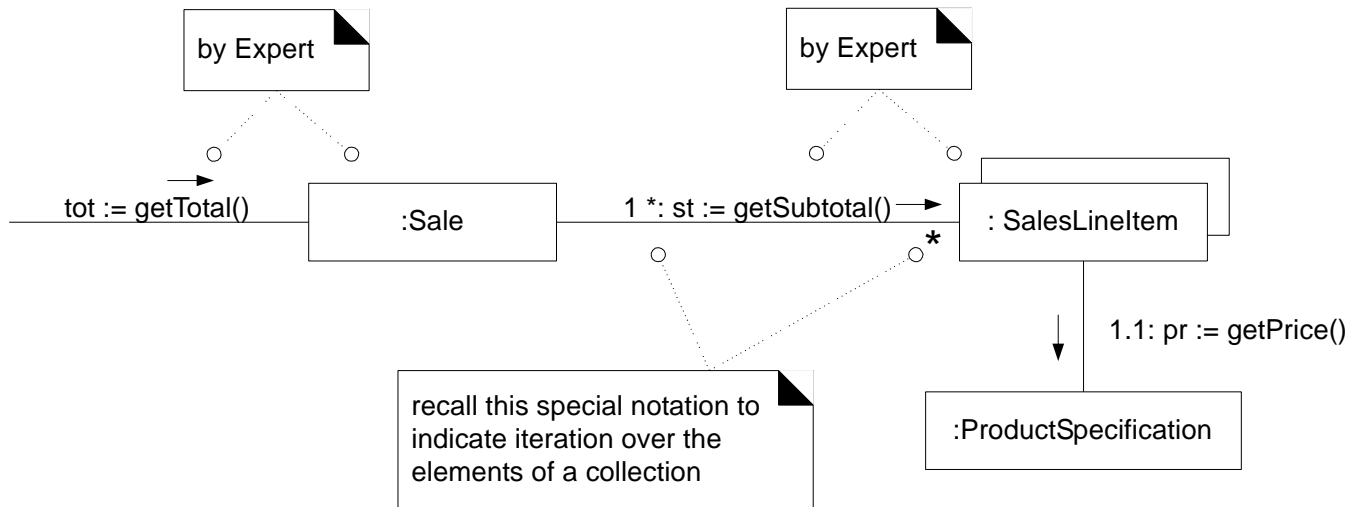 by Expert
by Expert
tot := getTotal()
:Sale
1 *: st := getSubtotal()
*
: SalesLineItem
1.1: pr := getPrice()
recall this special notation to
indicate iteration over the
elements of a collection
:ProductSpecification